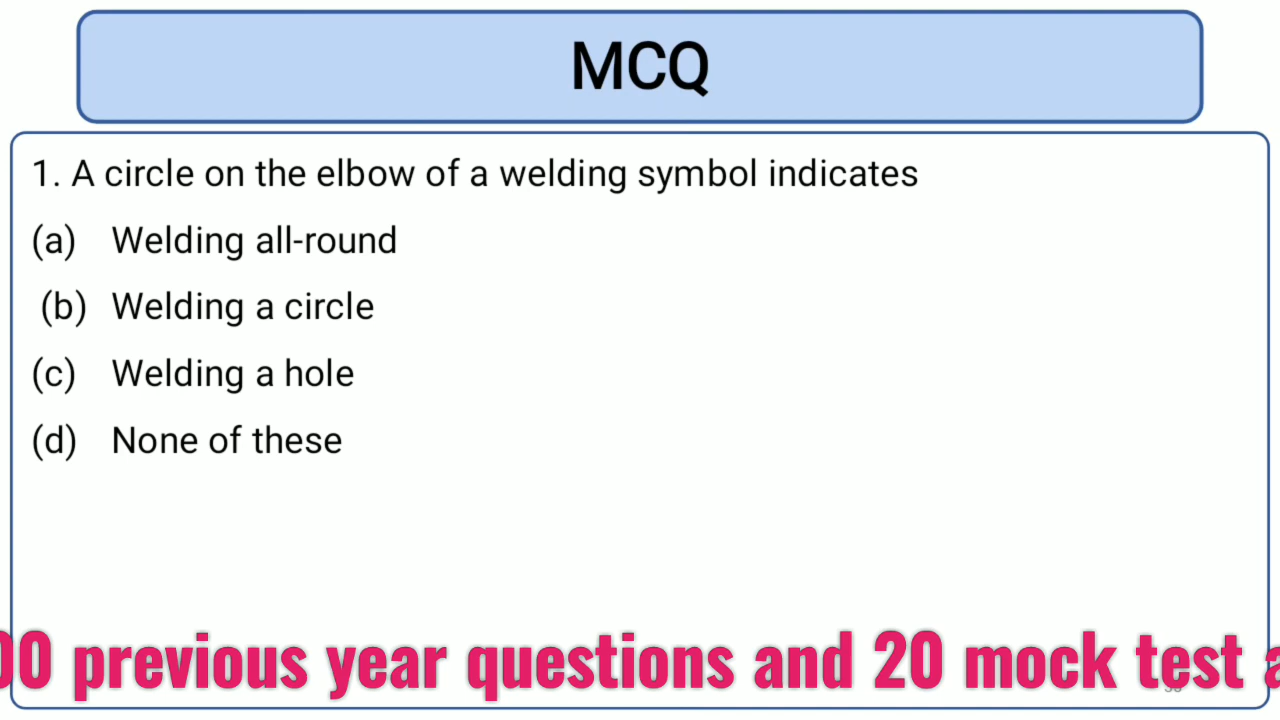 MCQ
1. A circle on the elbow of a welding symbol indicates
(a) Welding all-round
(b) Welding a circle
(c) Welding a hole
(d) None of these
00 previous year questions and 20 mock test a